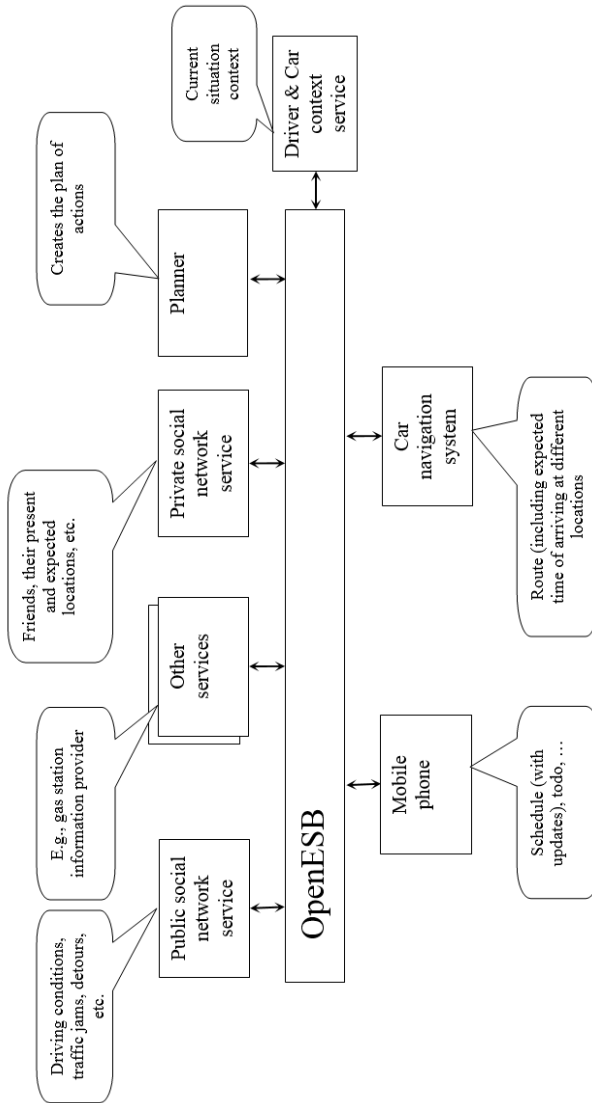 Driving conditions,
traffic jams, detours,
etc.
E.g., gas station
information provider
Friends, their present
and expected
locations, etc.
Creates the plan of
actions
Current
situation
context
Public social
network
service
Other
services
Private social
network
service
Planner
Driver & Car
context
service
OpenESB
Mobile
phone
Car
navigation
system
Schedule (with
updates), todo, …
Route (including expected
time of arriving at different
locations